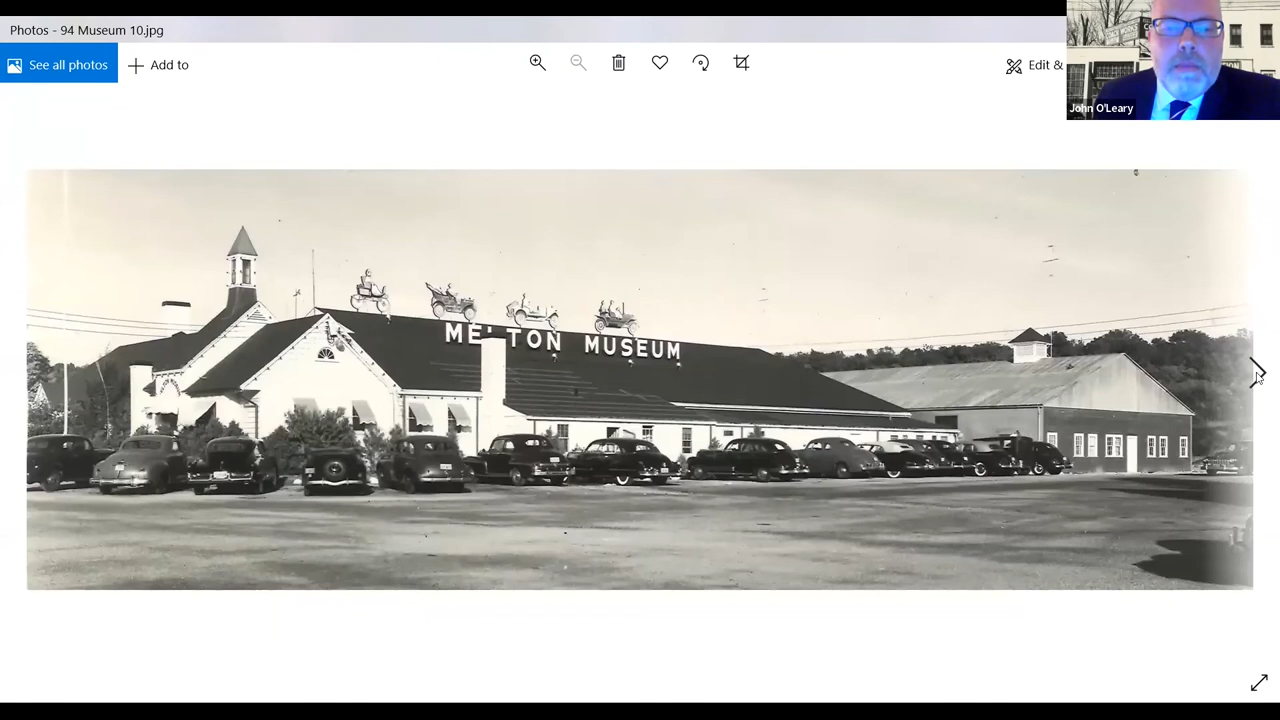 Photos - 94 Museum 10.jpg
See all photos
Add to
Edit &
John O'Leary
ME TON MUSEUM